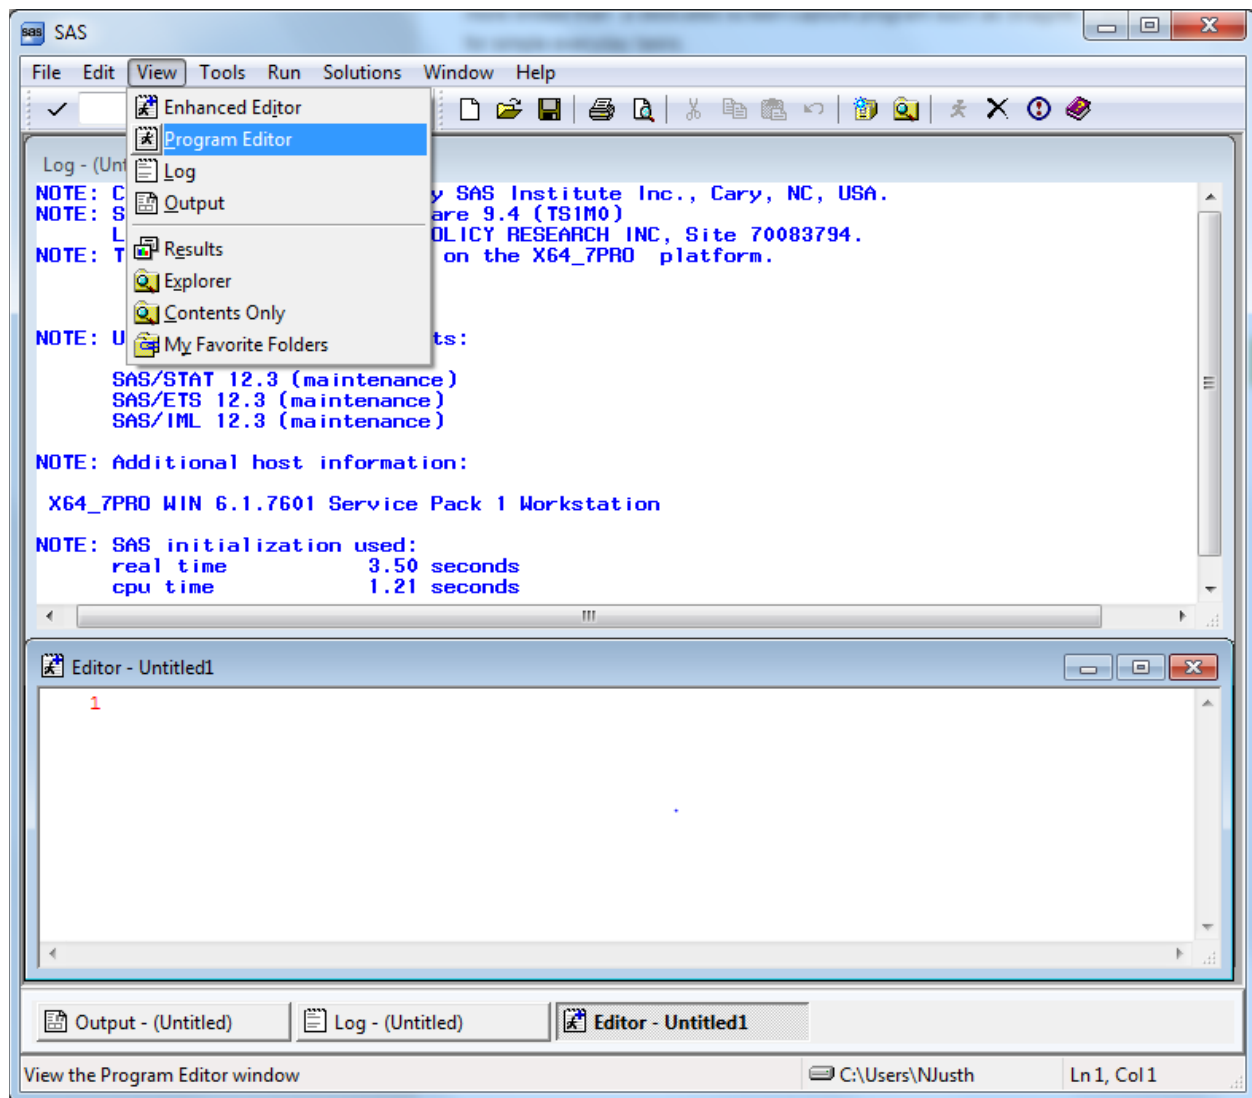 SAS
File Edit View Tools Run Solutions Window Help
Enhanced Editor
Program Editor
Log
Output
Results
Explorer
Contents Only
My Favorite Folders
Log - (Unt
NOTE: C y SAS Institute Inc., Cary, NC, USA.
NOTE: S are 9.4 (TS1M0)
L OLICY RESEARCH INC, Site 70083794.
NOTE: T on the X64_7PRO platform.
NOTE: U ts:
SAS/STAT 12.3 (maintenance)
SAS/ETS 12.3 (maintenance)
SAS/IML 12.3 (maintenance)
NOTE: Additional host information:
X64_7PRO WIN 6.1.7601 Service Pack 1 Workstation
NOTE: SAS initialization used:
real time 3.50 seconds
cpu time 1.21 seconds
Editor - Untitled1
1
Output - (Untitled) Log - (Untitled) Editor - Untitled1
View the Program Editor window C:\Users\NJusth Ln 1, Col 1